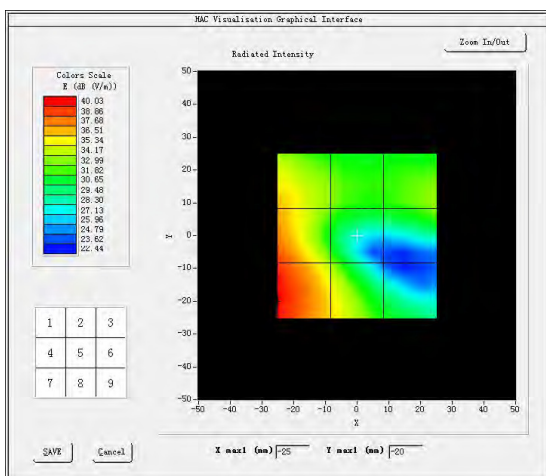 HAC Visualisation Graphical Interface
Zoom In/Out
Radiated Intensity
Colors Scale
E (dB (V/m))
40.03
38.86
37.68
36.51
35.34
34.17
32.99
31.82
30.65
29.48
28.30
27.13
25.96
24.79
23.62
22.44
50
40
30
20
10
0
-10
-20
-30
-40
-50
Y
-50 -40 -30 -20 -10 0 10 20 30 40 50
X
1 2 3
4 5 6
7 8 9
SAVE Cancel
X max1 (mm) -25 Y max1 (mm) -20